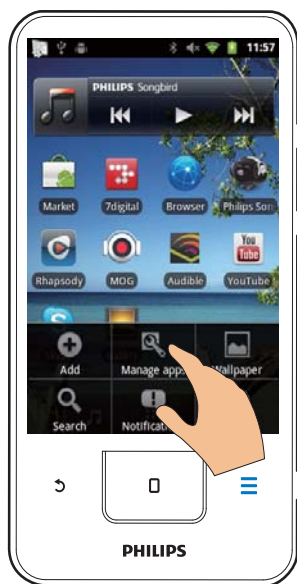 11:57
PHILIPS Songbird
Market 7digital Browser Philips Son
Rhapsody MOG Audible YouTube
Add Manage apps Wallpaper
Search Notificat
PHILIPS